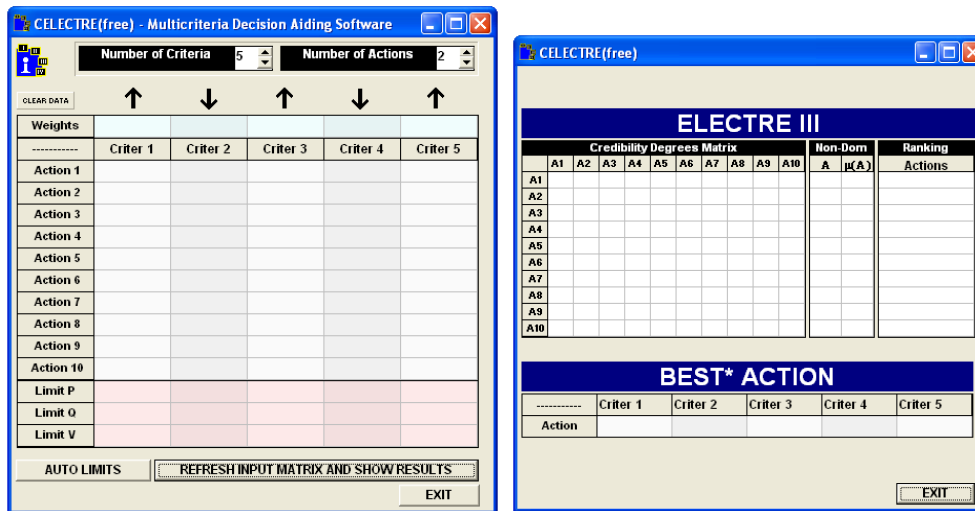 CELECTRE(free) - Multicriteria Decision Aiding Software
Number of Criteria 5 Number of Actions 2
CLEAR DATA
Weights
----------- Criter 1 Criter 2 Criter 3 Criter 4 Criter 5
Action 1
Action 2
Action 3
Action 4
Action 5
Action 6
Action 7
Action 8
Action 9
Action 10
Limit P
Limit Q
Limit V
AUTO LIMITS REFRESH INPUT MATRIX AND SHOW RESULTS
EXIT
CELECTRE(free)
ELECTRE III
Credibility Degrees Matrix Non-Dom Ranking
A1 A2 A3 A4 A5 A6 A7 A8 A9 A10 A μ(A) Actions
A1
A2
A3
A4
A5
A6
A7
A8
A9
A10
BEST* ACTION
----------- Criter 1 Criter 2 Criter 3 Criter 4 Criter 5
Action
EXIT